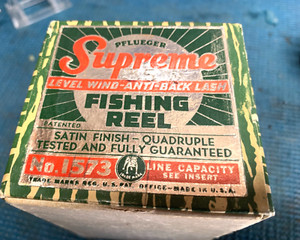 PFLUEGER
Supreme
LEVEL WIND-ANTI-BACK LASH
FISHING
REEL
PATENTED
SATIN FINISH - QUADRUPLE
TESTED AND FULLY GUARANTEED
No. 1573
LINE CAPACITY
SEE INSERT
TRADE MARKS REG. U.S. PAT. OFFICE-MADE IN U.S.A.